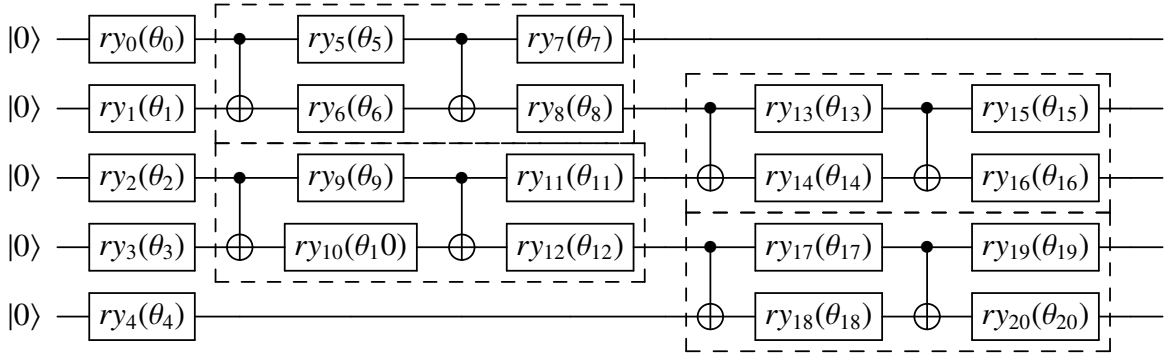 |0⟩ ry₀(θ₀) ry₅(θ₅) ry₇(θ₇)
|0⟩ ry₁(θ₁) ry₆(θ₆) ry₈(θ₈) ry₁₃(θ₁₃) ry₁₅(θ₁₅)
|0⟩ ry₂(θ₂) ry₉(θ₉) ry₁₁(θ₁₁) ry₁₄(θ₁₄) ry₁₆(θ₁₆)
|0⟩ ry₃(θ₃) ry₁₀(θ₁0) ry₁₂(θ₁₂) ry₁₇(θ₁₇) ry₁₉(θ₁₉)
|0⟩ ry₄(θ₄) ry₁₈(θ₁₈) ry₂₀(θ₂₀)